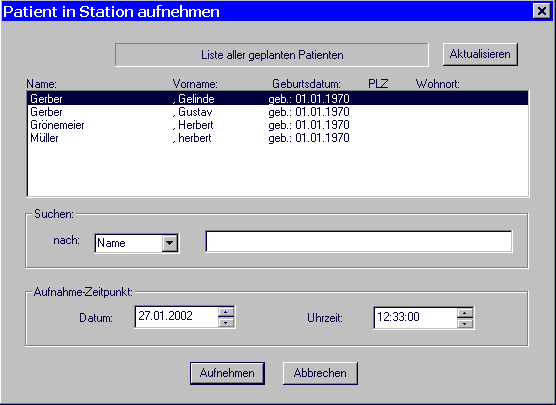 Patient in Station aufnehmen
Liste aller geplanten Patienten
Aktualisieren
Name: Vorname: Geburtsdatum: PLZ Wohnort:
Gerber , Gelinde geb.: 01.01.1970
Gerber , Gustav geb.: 01.01.1970
Grönemeier , Herbert geb.: 01.01.1970
Müller , herbert geb.: 01.01.1970
Suchen:
nach: Name
Aufnahme-Zeitpunkt:
Datum: 27.01.2002 Uhrzeit: 12:33:00
Aufnehmen Abbrechen